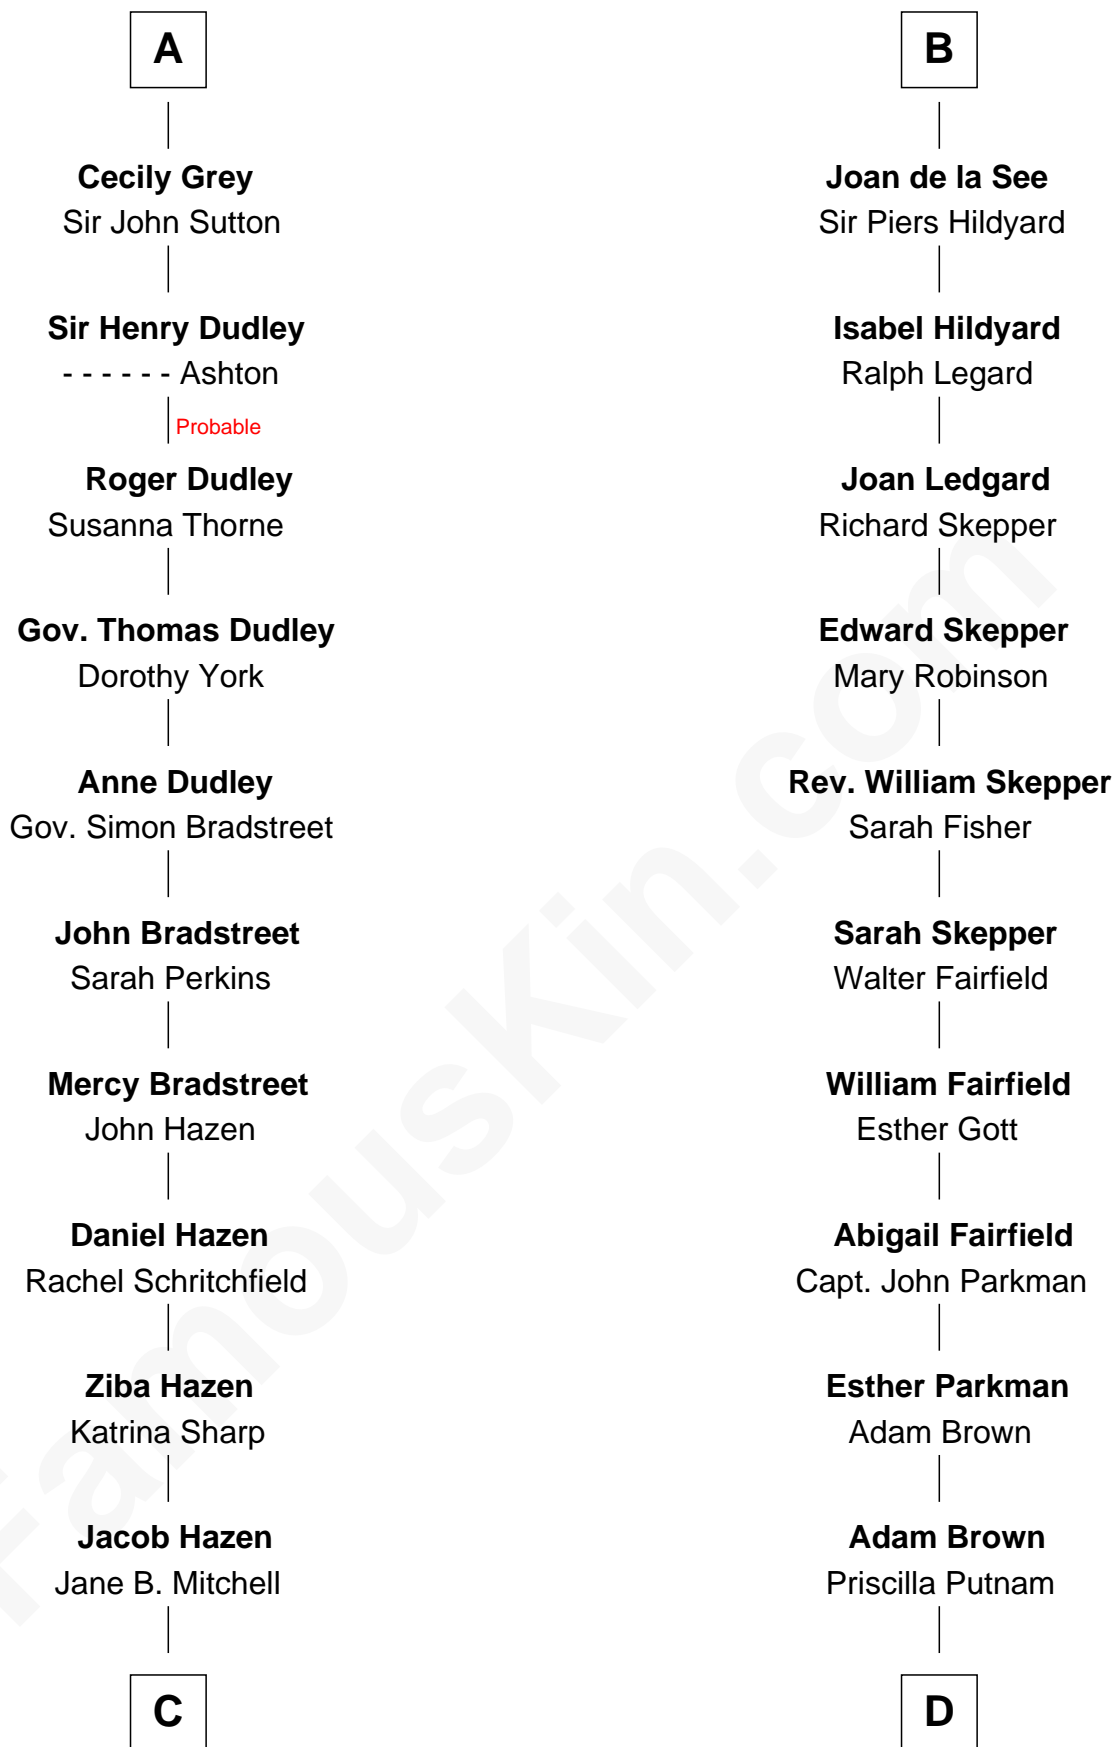 A
Cecily Grey
Sir John Sutton
Sir Henry Dudley
- - - - - - Ashton
Probable
Roger Dudley
Susanna Thorne
Gov. Thomas Dudley
Dorothy York
Anne Dudley
Gov. Simon Bradstreet
John Bradstreet
Sarah Perkins
Mercy Bradstreet
John Hazen
Daniel Hazen
Rachel Schritchfield
Ziba Hazen
Katrina Sharp
Jacob Hazen
Jane B. Mitchell
C
B
Joan de la See
Sir Piers Hildyard
Isabel Hildyard
Ralph Legard
Joan Ledgard
Richard Skepper
Edward Skepper
Mary Robinson
Rev. William Skepper
Sarah Fisher
Sarah Skepper
Walter Fairfield
William Fairfield
Esther Gott
Abigail Fairfield
Capt. John Parkman
Esther Parkman
Adam Brown
Adam Brown
Priscilla Putnam
D
FamousKin.com